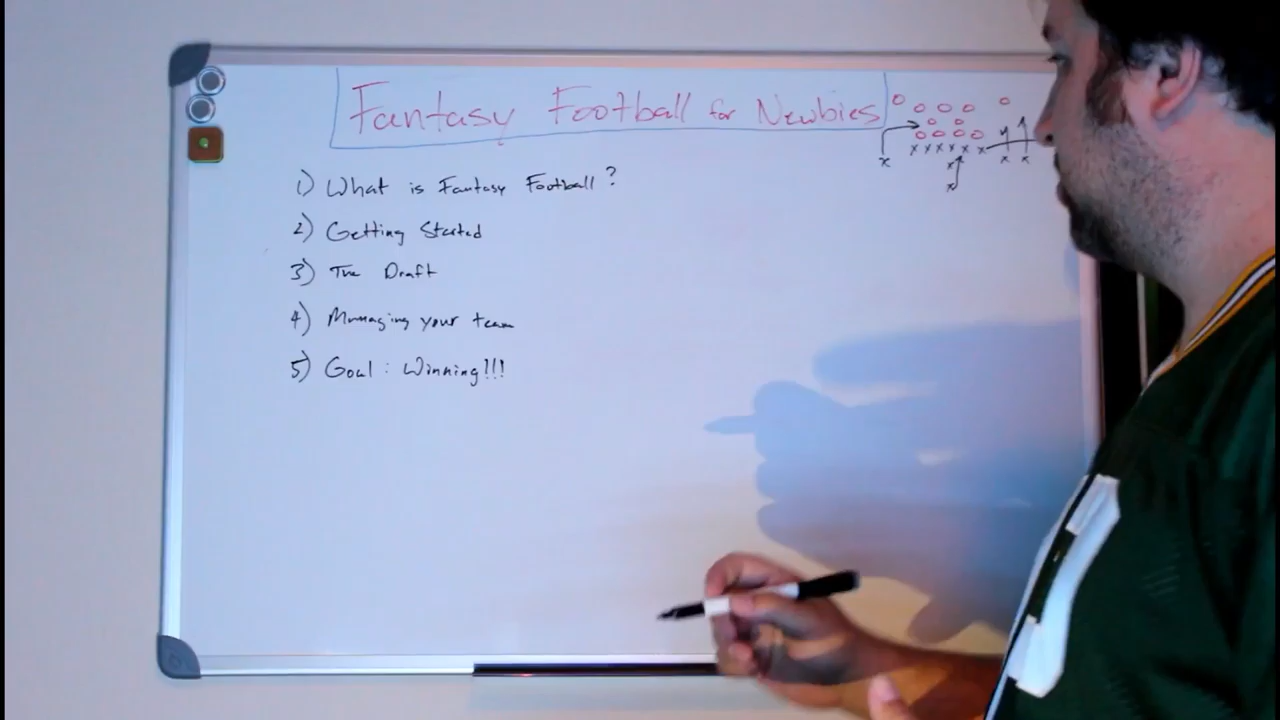 Fantasy Football for Newbies
1) What is Fantasy Football?
2) Getting Started
3) The Draft
4) Managing your team
5) Goal: Winning!!!